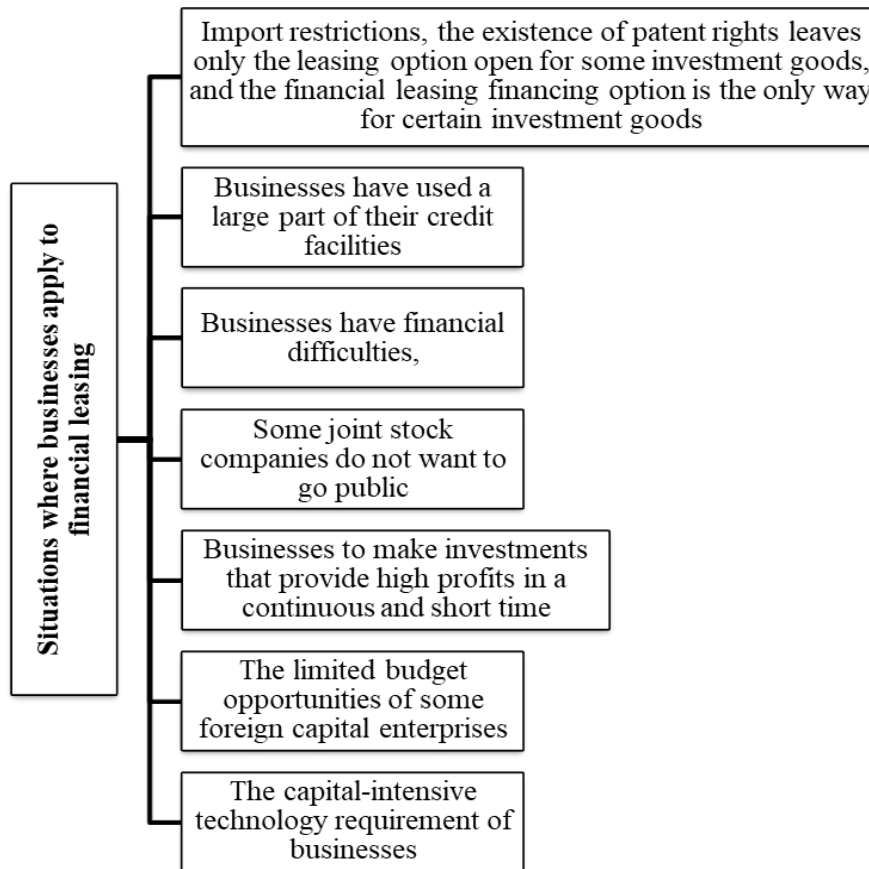 Situations where businesses apply to
financial leasing
Import restrictions, the existence of patent rights leaves
only the leasing option open for some investment goods,
and the financial leasing financing option is the only way
for certain investment goods
Businesses have used a
large part of their credit
facilities
Businesses have financial
difficulties,
Some joint stock
companies do not want to
go public
Businesses to make investments
that provide high profits in a
continuous and short time
The limited budget
opportunities of some
foreign capital enterprises
The capital-intensive
technology requirement of
businesses